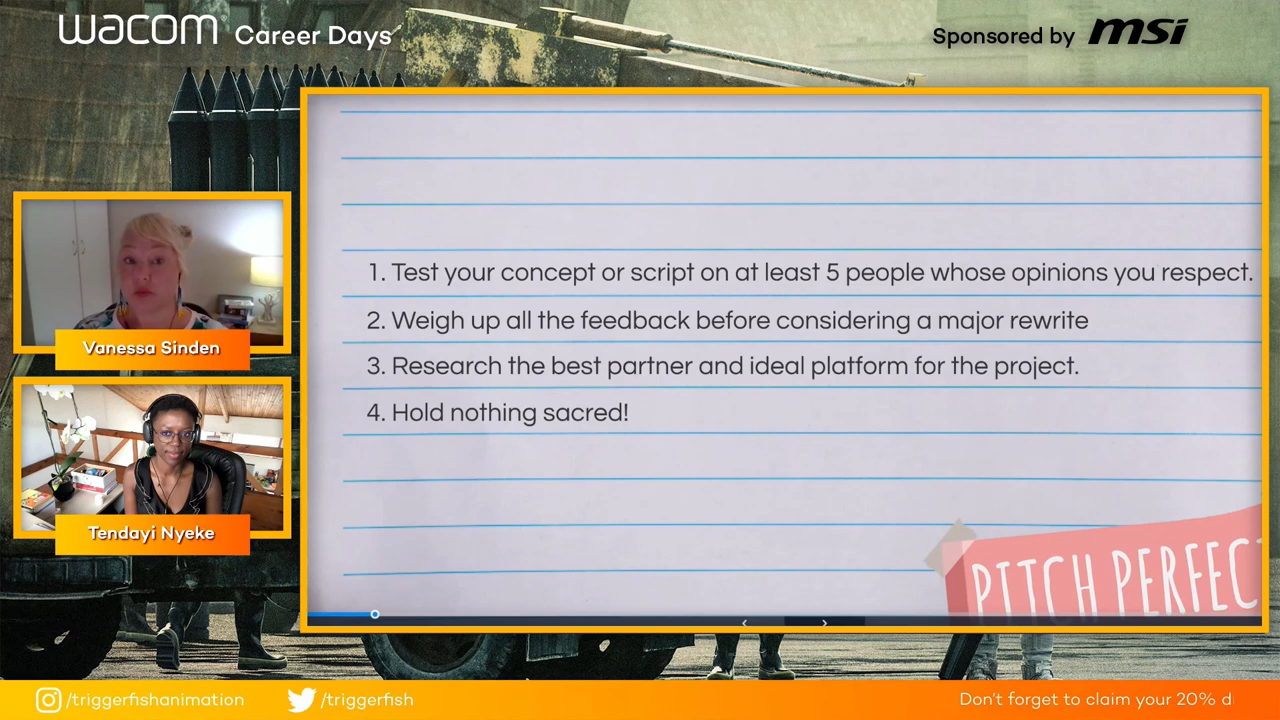 wacom Career Days
Sponsored by msi
1. Test your concept or script on at least 5 people whose opinions you respect.
2. Weigh up all the feedback before considering a major rewrite
3. Research the best partner and ideal platform for the project.
4. Hold nothing sacred!
Vanessa Sinden
Tendayi Nyeke
PITCH PERFEC
/triggerfishanimation
/triggerfish
Don't forget to claim your 20% d